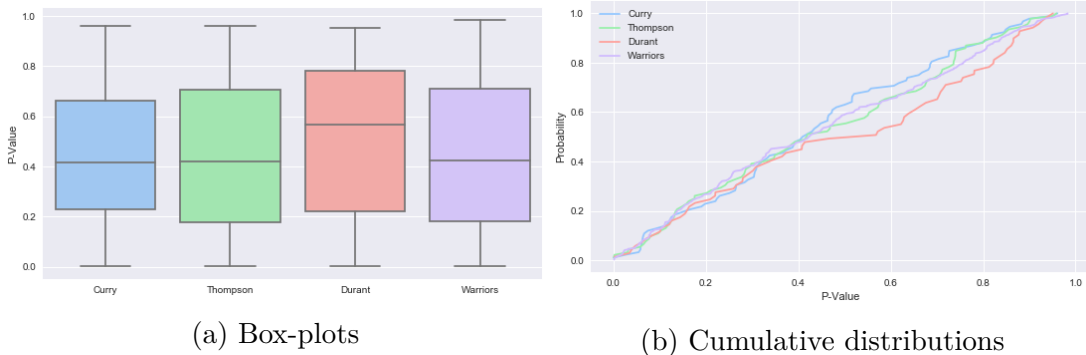 1.0
0.8
0.6
0.4
0.2
0.0
P-Value
Curry
Thompson
Durant
Warriors
(a) Box-plots
1.0
0.8
0.6
0.4
0.2
0.0
Probability
Curry
Thompson
Durant
Warriors
0.0
0.2
0.4
0.6
0.8
1.0
P-Value
(b) Cumulative distributions